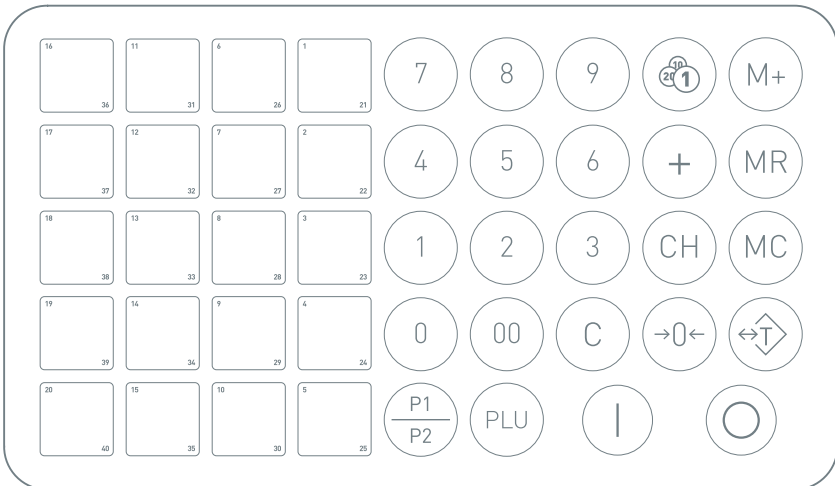 16 11 6 1 7 8 9 10 20 1 M+
36 31 26 21
17 12 7 2 4 5 6 + MR
37 32 27 22
18 13 8 3 1 2 3 CH MC
38 33 28 23
19 14 9 4 0 00 C →0← ↔T
39 34 29 24
20 15 10 5 P1 PLU | O
P2
40 35 30 25